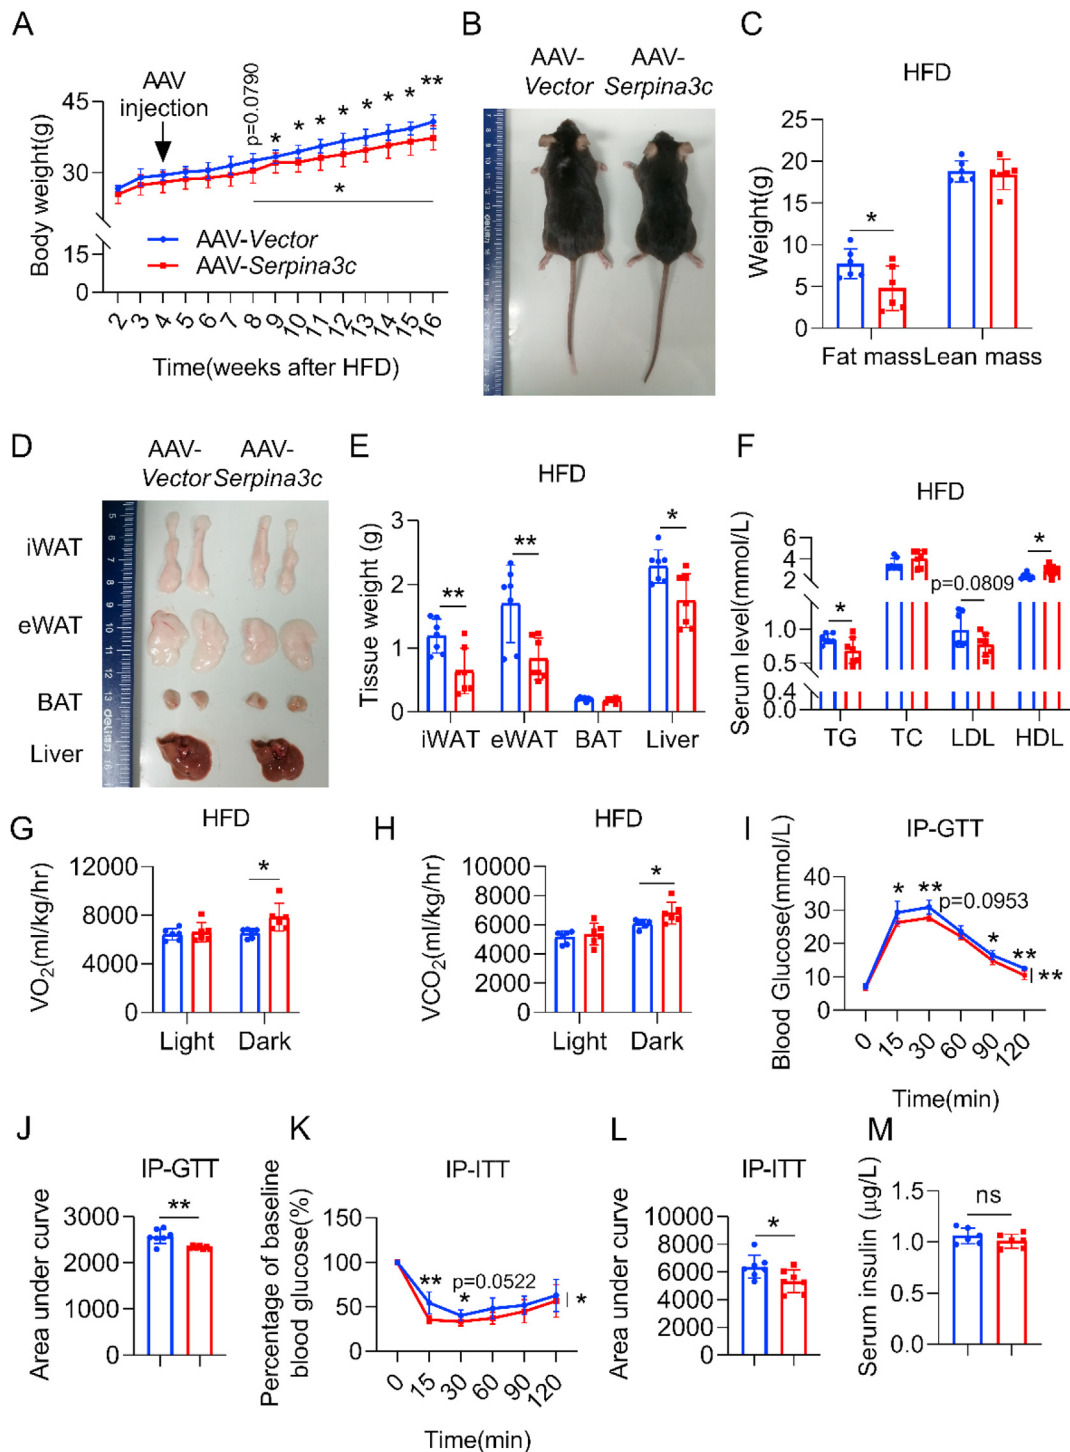 A
AAV
injection
p=0.0790
* * * * * * * **
*
Body weight(g)
45
30
15
0
AAV-Vector
AAV-Serpina3c
2 3 4 5 6 7 8 9 10 11 12 13 14 15 16
Time(weeks after HFD)
B
AAV- AAV-
Vector Serpina3c
C
HFD
Weight(g)
25
20
15
10
5
0
*
Fat mass Lean mass
D
AAV- AAV-
Vector Serpina3c
iWAT
eWAT
BAT
Liver
5
6
7
8
9
10
11
12
13
E
HFD
Tissue weight (g)
3
2
1
0
** ** *
iWAT eWAT BAT Liver
F
HFD
Serum level(mmol/L)
6
4
2
1.0
0.5
0.4
0.0
*
p=0.0809
*
TG TC LDL HDL
G
HFD
VO2(ml/kg/hr)
12000
8000
4000
0
*
Light Dark
H
HFD
VCO2(ml/kg/hr)
10000
8000
6000
4000
2000
0
*
Light Dark
I
IP-GTT
Blood Glucose(mmol/L)
40
30
20
10
0
* ** p=0.0953
* **
**
0 15 30 60 90 120
Time(min)
J
IP-GTT
Area under curve
3000
2000
1000
0
**
K
IP-ITT
Percentage of baseline
blood glucose(%)
150
100
50
0
** * p=0.0522
*
0 15 30 60 90 120
Time(min)
L
IP-ITT
Area under curve
10000
8000
6000
4000
2000
0
*
M
Serum insulin (μg/L)
1.5
1.0
0.5
0.0
ns